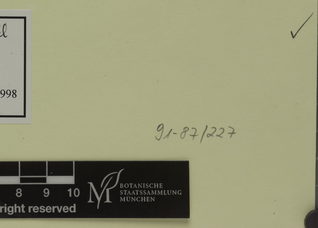 998
91-87/227
8 9 10
right reserved
M
BOTANISCHE
STAATSSAMMLUNG
MÜNCHEN